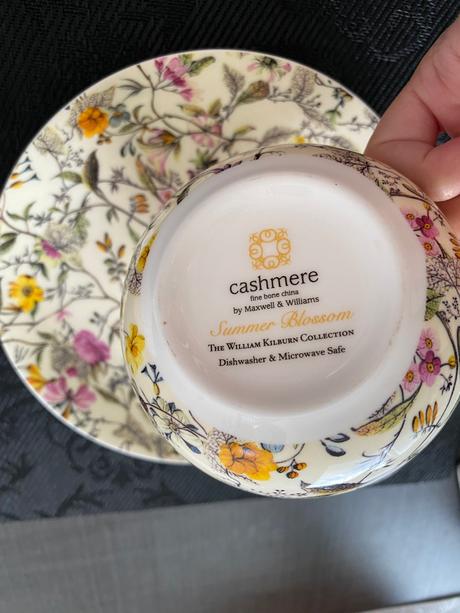 cashmere
fine bone china
by Maxwell & Williams
Summer Blossom
THE WILLIAM KILBURN COLLECTION
Dishwasher & Microwave Safe